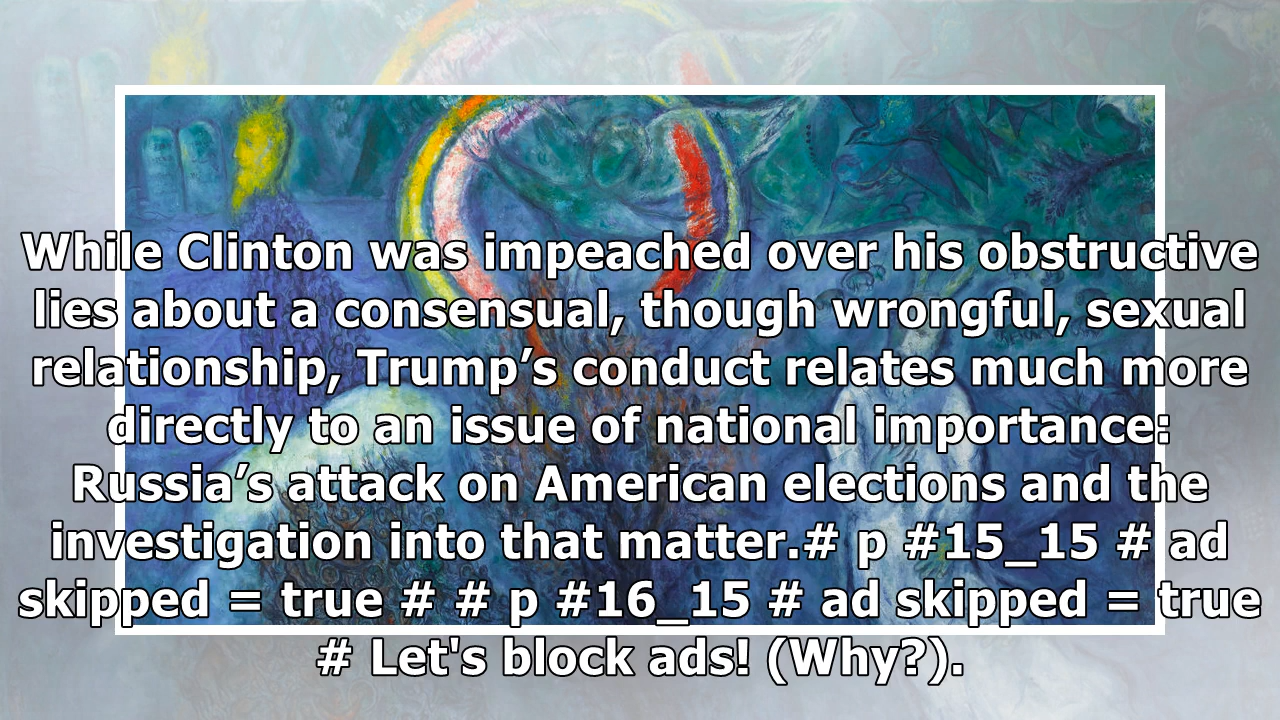 While Clinton was impeached over his obstructive
lies about a consensual, though wrongful, sexual
relationship, Trump’s conduct relates much more
directly to an issue of national importance:
Russia’s attack on American elections and the
investigation into that matter.# p #15_15 # ad
skipped = true # # p #16_15 # ad skipped = true
# Let's block ads! (Why?).